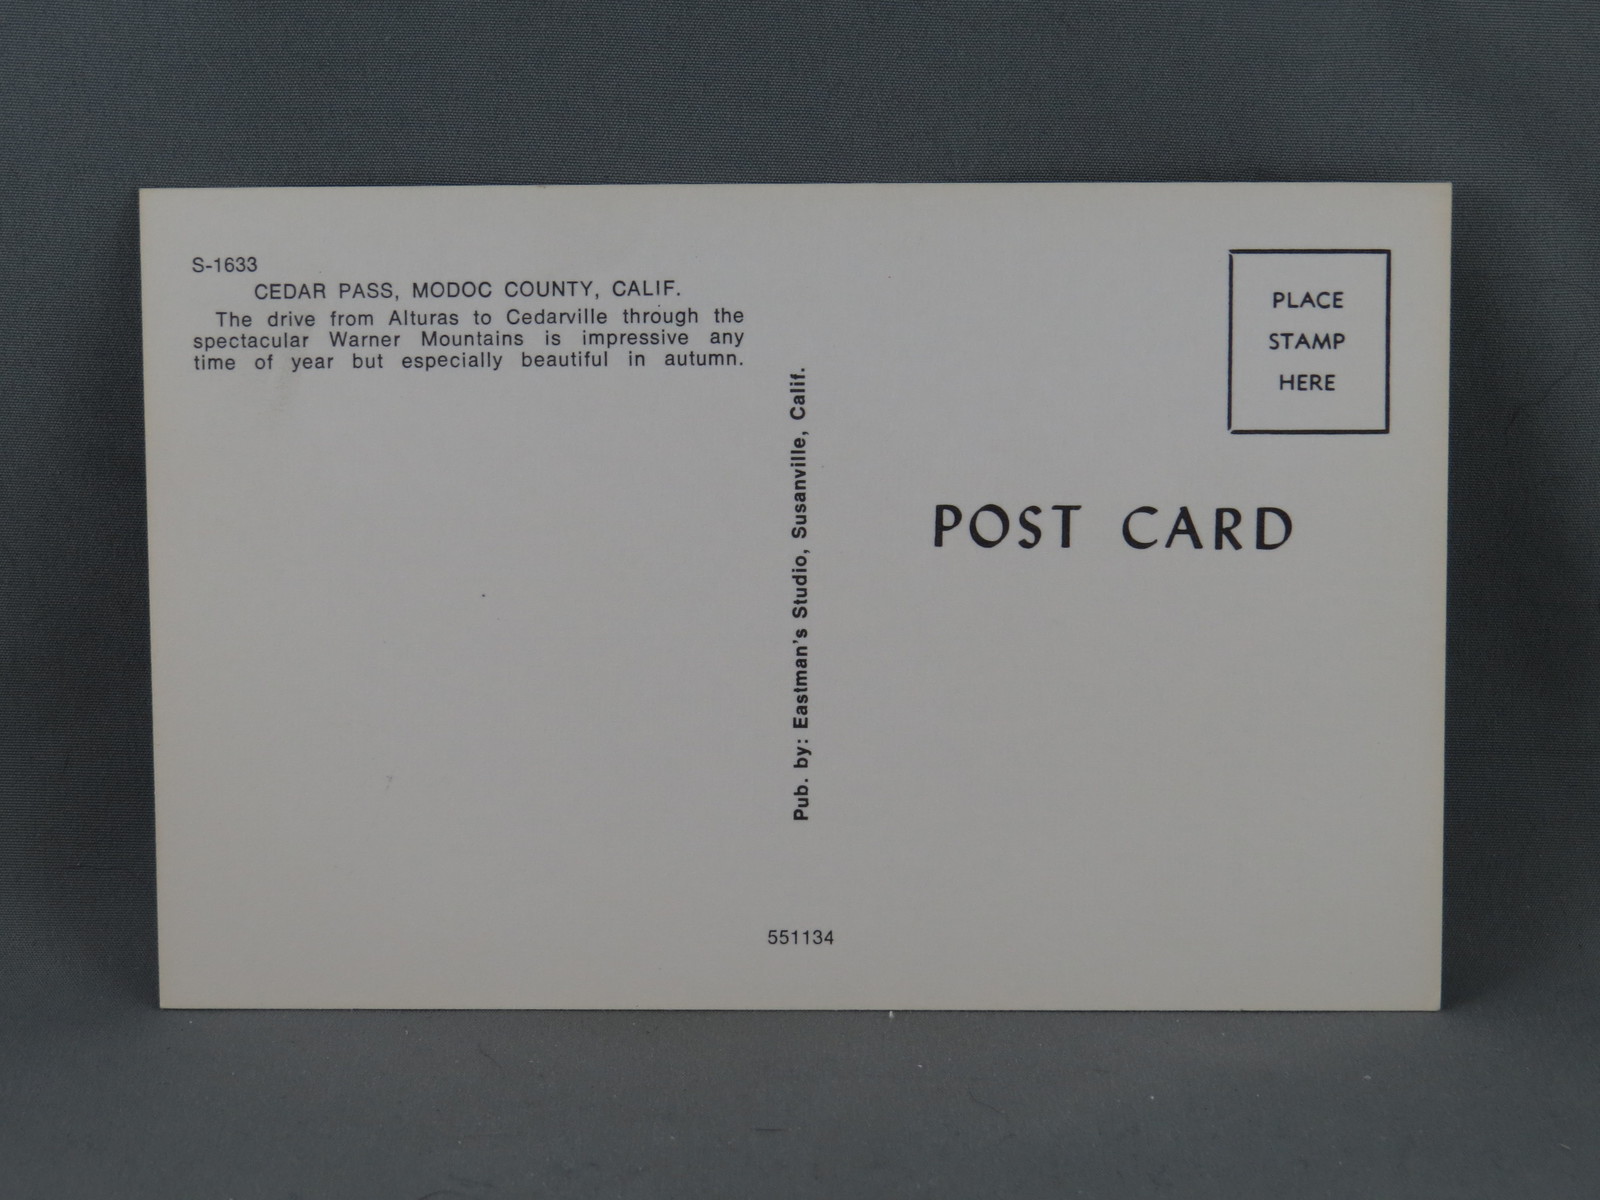 S-1633
CEDAR PASS, MODOC COUNTY, CALIF.
The drive from Alturas to Cedarville through the
spectacular Warner Mountains is impressive any
time of year but especially beautiful in autumn.
Pub. by: Eastman's Studio, Susanville, Calif.
551134
PLACE
STAMP
HERE
POST CARD